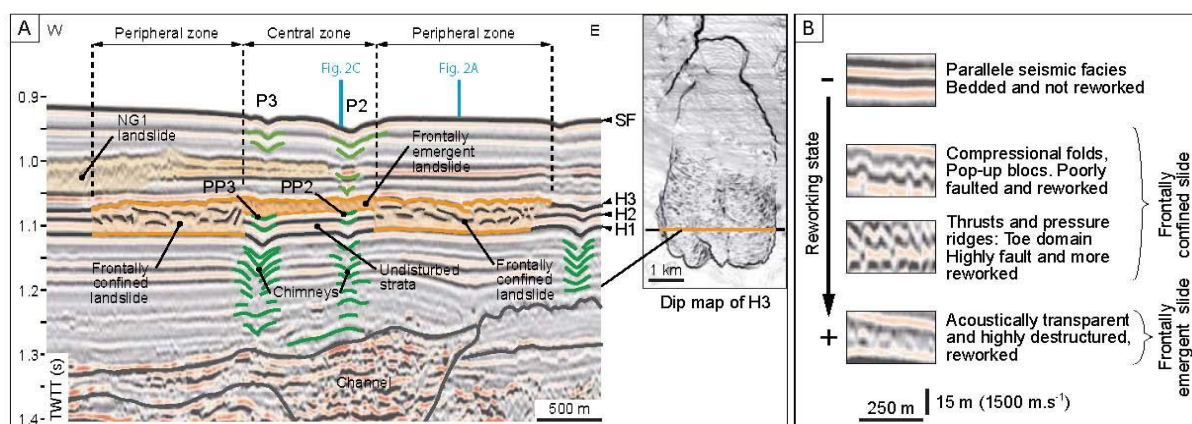 A
W
Peripheral zone
Central zone
Peripheral zone
E
Fig. 2C
Fig. 2A
P3
P2
0.9
1.0
1.1
1.2
1.3
1.4
TWTT (s)
NG1
landslide
Frontally
emergent
landslide
SF
PP3
PP2
H3
H2
H1
Frontally
confined
landslide
Chimneys
Undisturbed
strata
Frontally
confined
landslide
Channel
500 m
1 km
Dip map of H3
B
Reworking state
-
+
Parallele seismic facies
Bedded and not reworked
Compressional folds,
Pop-up blocs. Poorly
faulted and reworked
Thrusts and pressure
ridges: Toe domain
Highly fault and more
reworked
Acoustically transparent
and highly destructured,
reworked
Frontally
confined slide
Frontally
emergent slide
250 m
15 m (1500 m.s⁻¹)